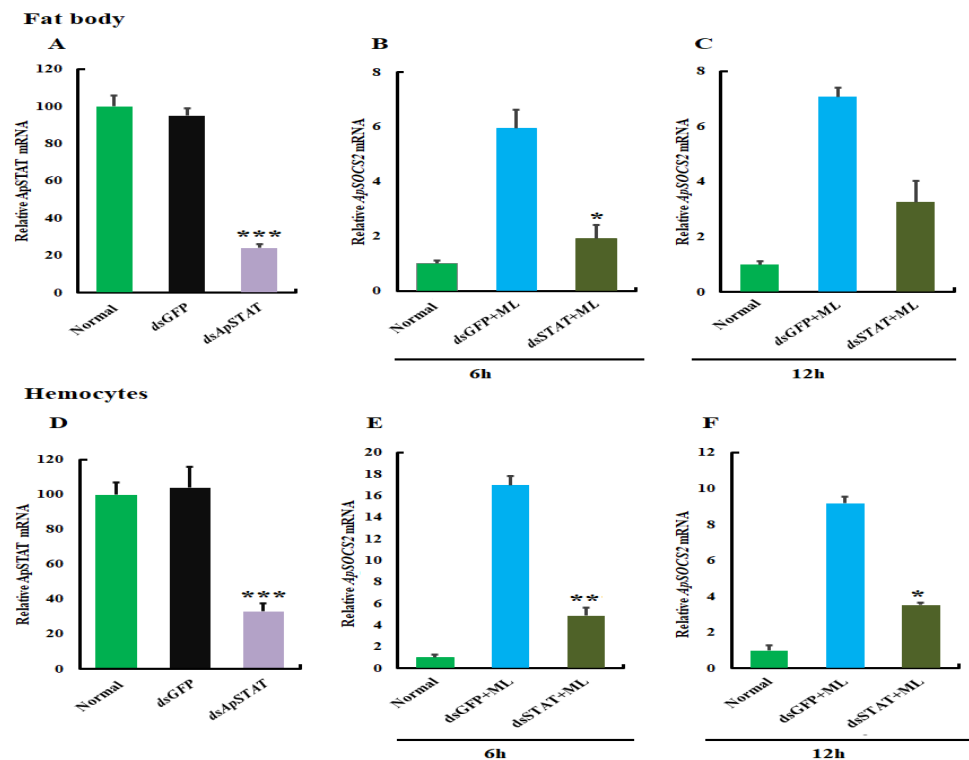 Fat body
A
Relative ApSTAT mRNA
120
100
80
60
40
20
0
***
Normal
dsGFP
dsApSTAT
B
Relative ApSOCS2 mRNA
8
6
4
2
0
*
Normal
dsGFP+ML
dsSTAT+ML
6h
C
Relative ApSOCS2 mRNA
8
6
4
2
0
Normal
dsGFP+ML
dsSTAT+ML
12h
Hemocytes
D
Relative ApSTAT mRNA
120
100
80
60
40
20
0
***
Normal
dsGFP
dsApSTAT
E
Relative ApSOCS2 mRNA
20
18
16
14
12
10
8
6
4
2
0
**
Normal
dsGFP+ML
dsSTAT+ML
6h
F
Relative ApSOCS2 mRNA
12
10
8
6
4
2
0
*
Normal
dsGFP+ML
dsSTAT+ML
12h